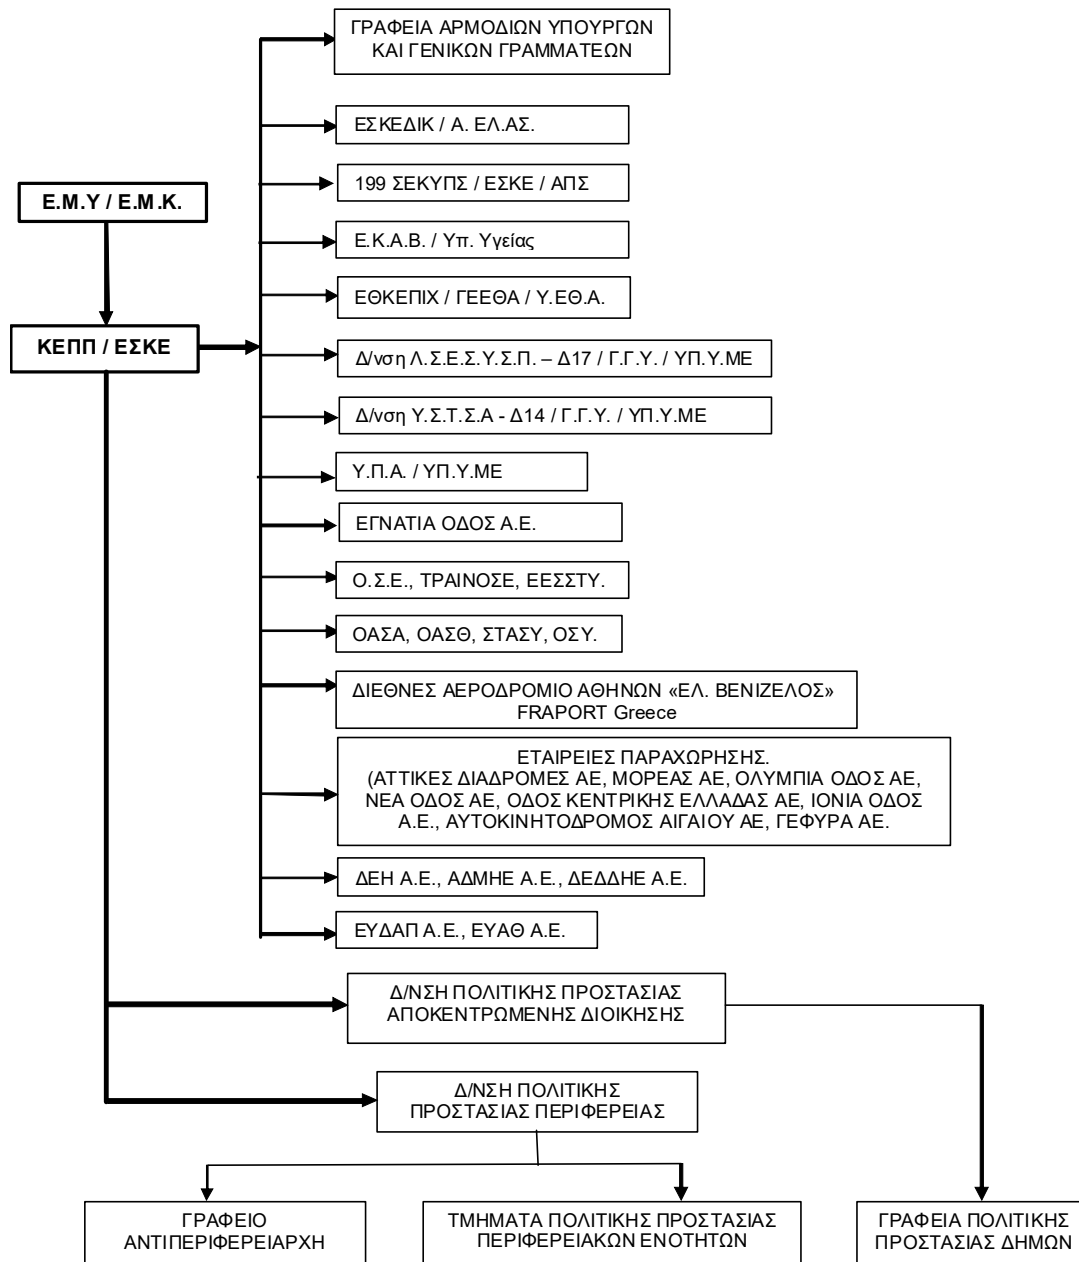 ΓΡΑΦΕΙΑ ΑΡΜΟΔΙΩΝ ΥΠΟΥΡΓΩΝ
ΚΑΙ ΓΕΝΙΚΩΝ ΓΡΑΜΜΑΤΕΩΝ
ΕΣΚΕΔΙΚ / Α. ΕΛ.ΑΣ.
199 ΣΕΚΥΠΣ / ΕΣΚΕ / ΑΠΣ
Ε.Μ.Υ / Ε.Μ.Κ.
Ε.Κ.Α.Β. / Υπ. Υγείας
ΕΘΚΕΠΙΧ / ΓΕΕΘΑ / Υ.ΕΘ.Α.
ΚΕΠΠ / ΕΣΚΕ
Δ/νση Λ.Σ.Ε.Σ.Υ.Σ.Π. – Δ17 / Γ.Γ.Υ. / ΥΠ.Υ.ΜΕ
Δ/νση Υ.Σ.Τ.Σ.Α - Δ14 / Γ.Γ.Υ. / ΥΠ.Υ.ΜΕ
Υ.Π.Α. / ΥΠ.Υ.ΜΕ
ΕΓΝΑΤΙΑ ΟΔΟΣ Α.Ε.
Ο.Σ.Ε., ΤΡΑΙΝΟΣΕ, ΕΕΣΣΤΥ.
ΟΑΣΑ, ΟΑΣΘ, ΣΤΑΣΥ, ΟΣΥ.
ΔΙΕΘΝΕΣ ΑΕΡΟΔΡΟΜΙΟ ΑΘΗΝΩΝ «ΕΛ. ΒΕΝΙΖΕΛΟΣ»
FRAPORT Greece
ΕΤΑΙΡΕΙΕΣ ΠΑΡΑΧΩΡΗΣΗΣ.
(ΑΤΤΙΚΕΣ ΔΙΑΔΡΟΜΕΣ ΑΕ, ΜΟΡΕΑΣ ΑΕ, ΟΛΥΜΠΙΑ ΟΔΟΣ ΑΕ,
ΝΕΑ ΟΔΟΣ ΑΕ, ΟΔΟΣ ΚΕΝΤΡΙΚΗΣ ΕΛΛΑΔΑΣ ΑΕ, ΙΟΝΙΑ ΟΔΟΣ
Α.Ε., ΑΥΤΟΚΙΝΗΤΟΔΡΟΜΟΣ ΑΙΓΑΙΟΥ ΑΕ, ΓΕΦΥΡΑ ΑΕ.
ΔΕΗ Α.Ε., ΑΔΜΗΕ Α.Ε., ΔΕΔΔΗΕ Α.Ε.
ΕΥΔΑΠ Α.Ε., ΕΥΑΘ Α.Ε.
Δ/ΝΣΗ ΠΟΛΙΤΙΚΗΣ ΠΡΟΣΤΑΣΙΑΣ
ΑΠΟΚΕΝΤΡΩΜΕΝΗΣ ΔΙΟΙΚΗΣΗΣ
Δ/ΝΣΗ ΠΟΛΙΤΙΚΗΣ
ΠΡΟΣΤΑΣΙΑΣ ΠΕΡΙΦΕΡΕΙΑΣ
ΓΡΑΦΕΙΟ
ΑΝΤΙΠΕΡΙΦΕΡΕΙΑΡΧΗ
ΤΜΗΜΑΤΑ ΠΟΛΙΤΙΚΗΣ ΠΡΟΣΤΑΣΙΑΣ
ΠΕΡΙΦΕΡΕΙΑΚΩΝ ΕΝΟΤΗΤΩΝ
ΓΡΑΦΕΙΑ ΠΟΛΙΤΙΚΗΣ
ΠΡΟΣΤΑΣΙΑΣ ΔΗΜΩΝ